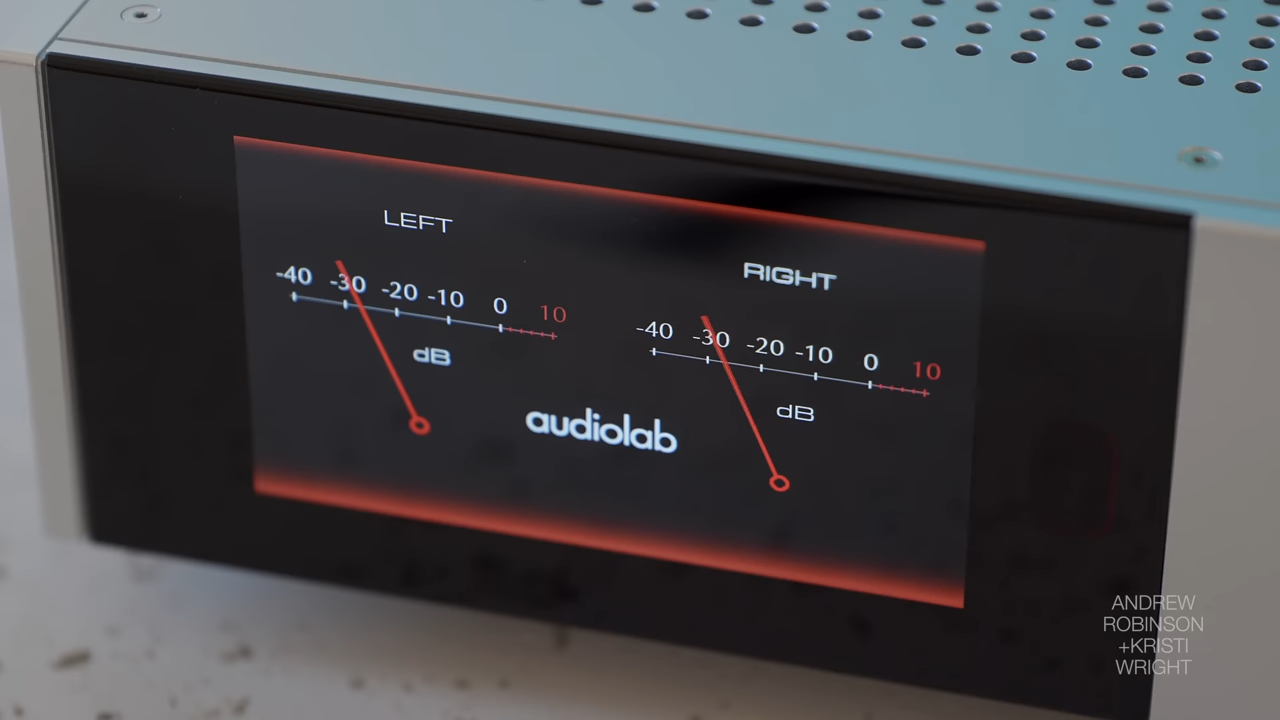 LEFT
-40 -30 -20 -10 0 10
dB
RIGHT
-40 -30 -20 -10 0 10
dB
audiolab
ANDREW
ROBINSON
+KRISTI
WRIGHT